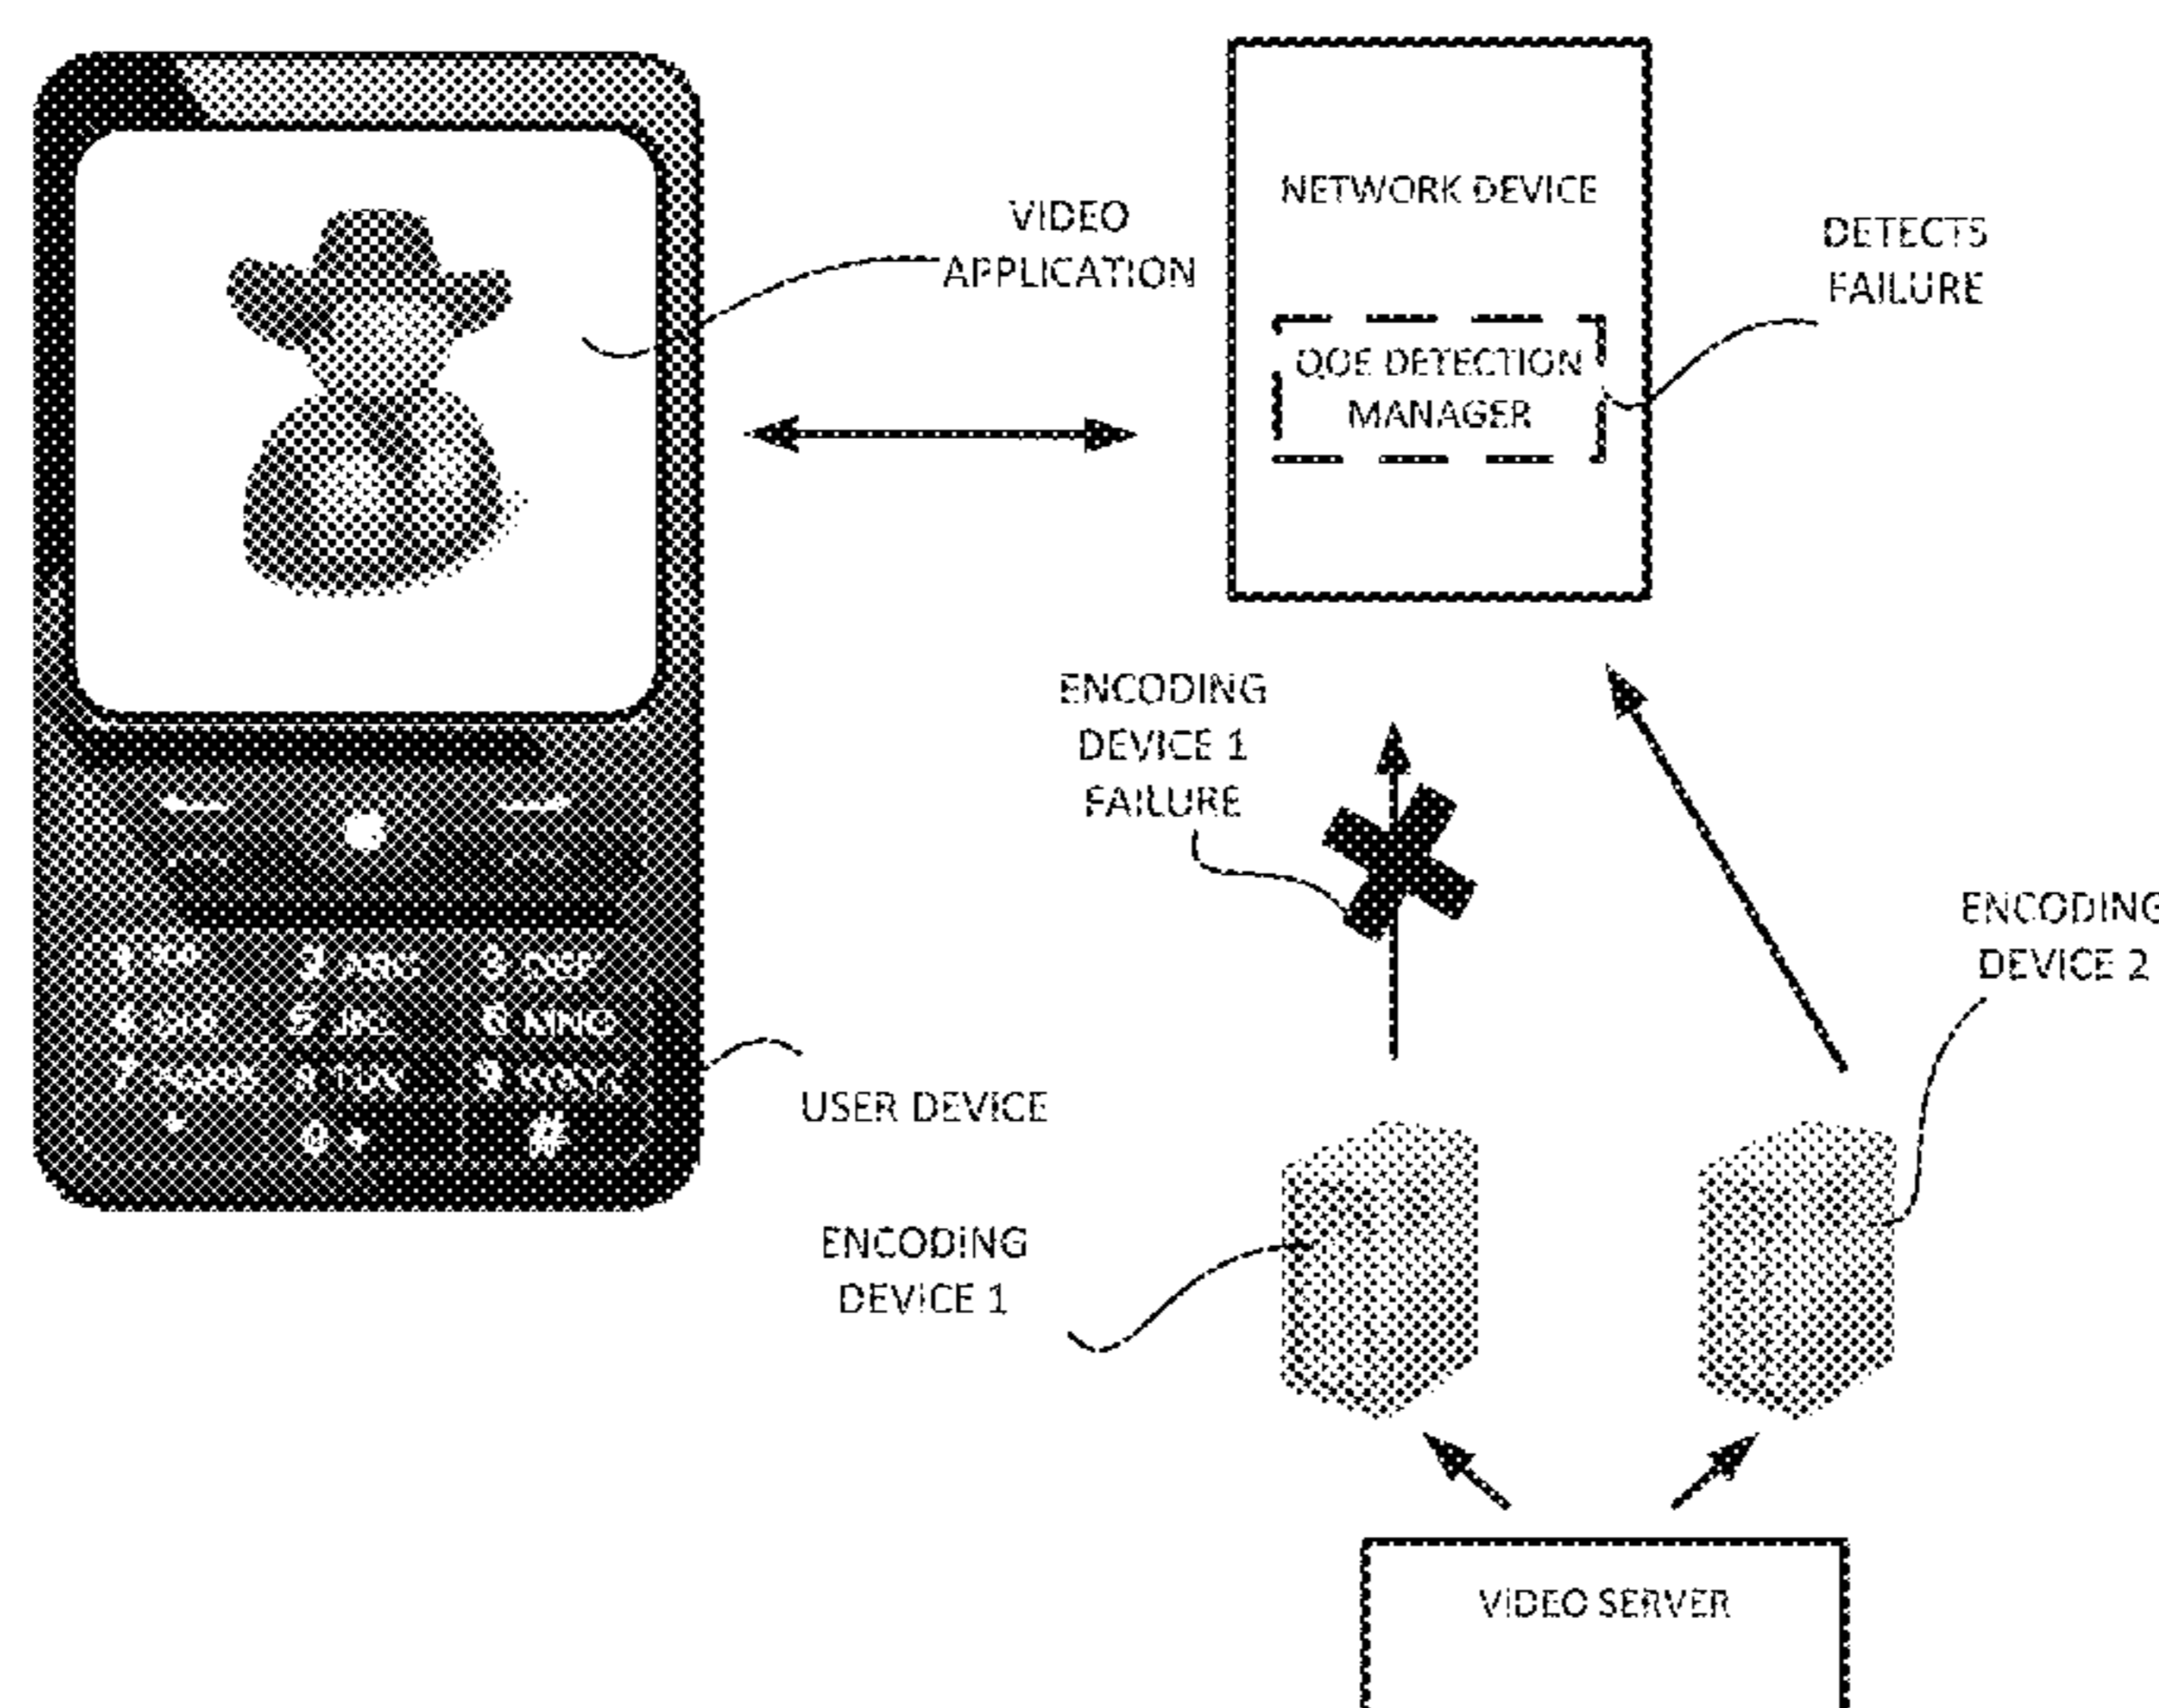 VIDEO
APPLICATION
NETWORK DEVICE
QOE DETECTION
MANAGER
DETECTS
FAILURE
ENCODING
DEVICE 1
FAILURE
ENCODING
DEVICE 2
USER DEVICE
ENCODING
DEVICE 1
VIDEO SERVER
#